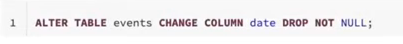 1 ALTER TABLE events CHANGE COLUMN date DROP NOT NULL;